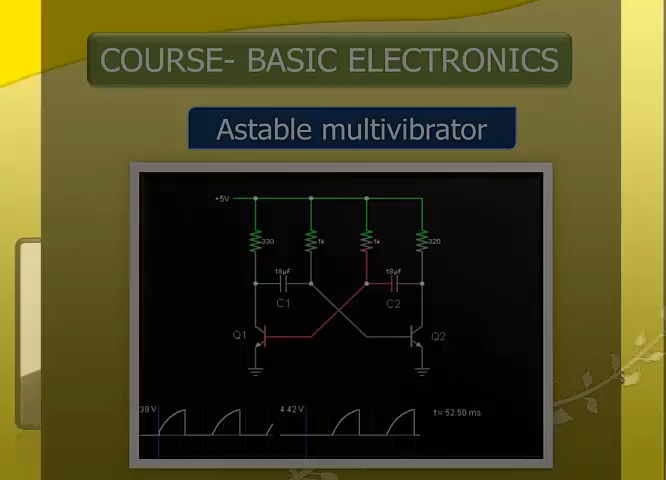 COURSE- BASIC ELECTRONICS
Astable multivibrator
+5V
330 1k 1k 320
18µF 18µF
C1 C2
Q1 Q2
39 V 4.42 V t= 52.50 ms